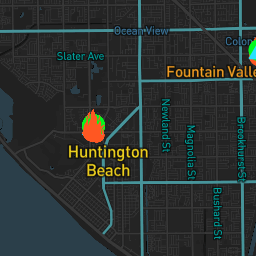 Ocean View
Colon
Slater Ave
Fountain Valle
Huntington
Beach
Newland St
Magnolia St
Bushard St
Brookhurst St